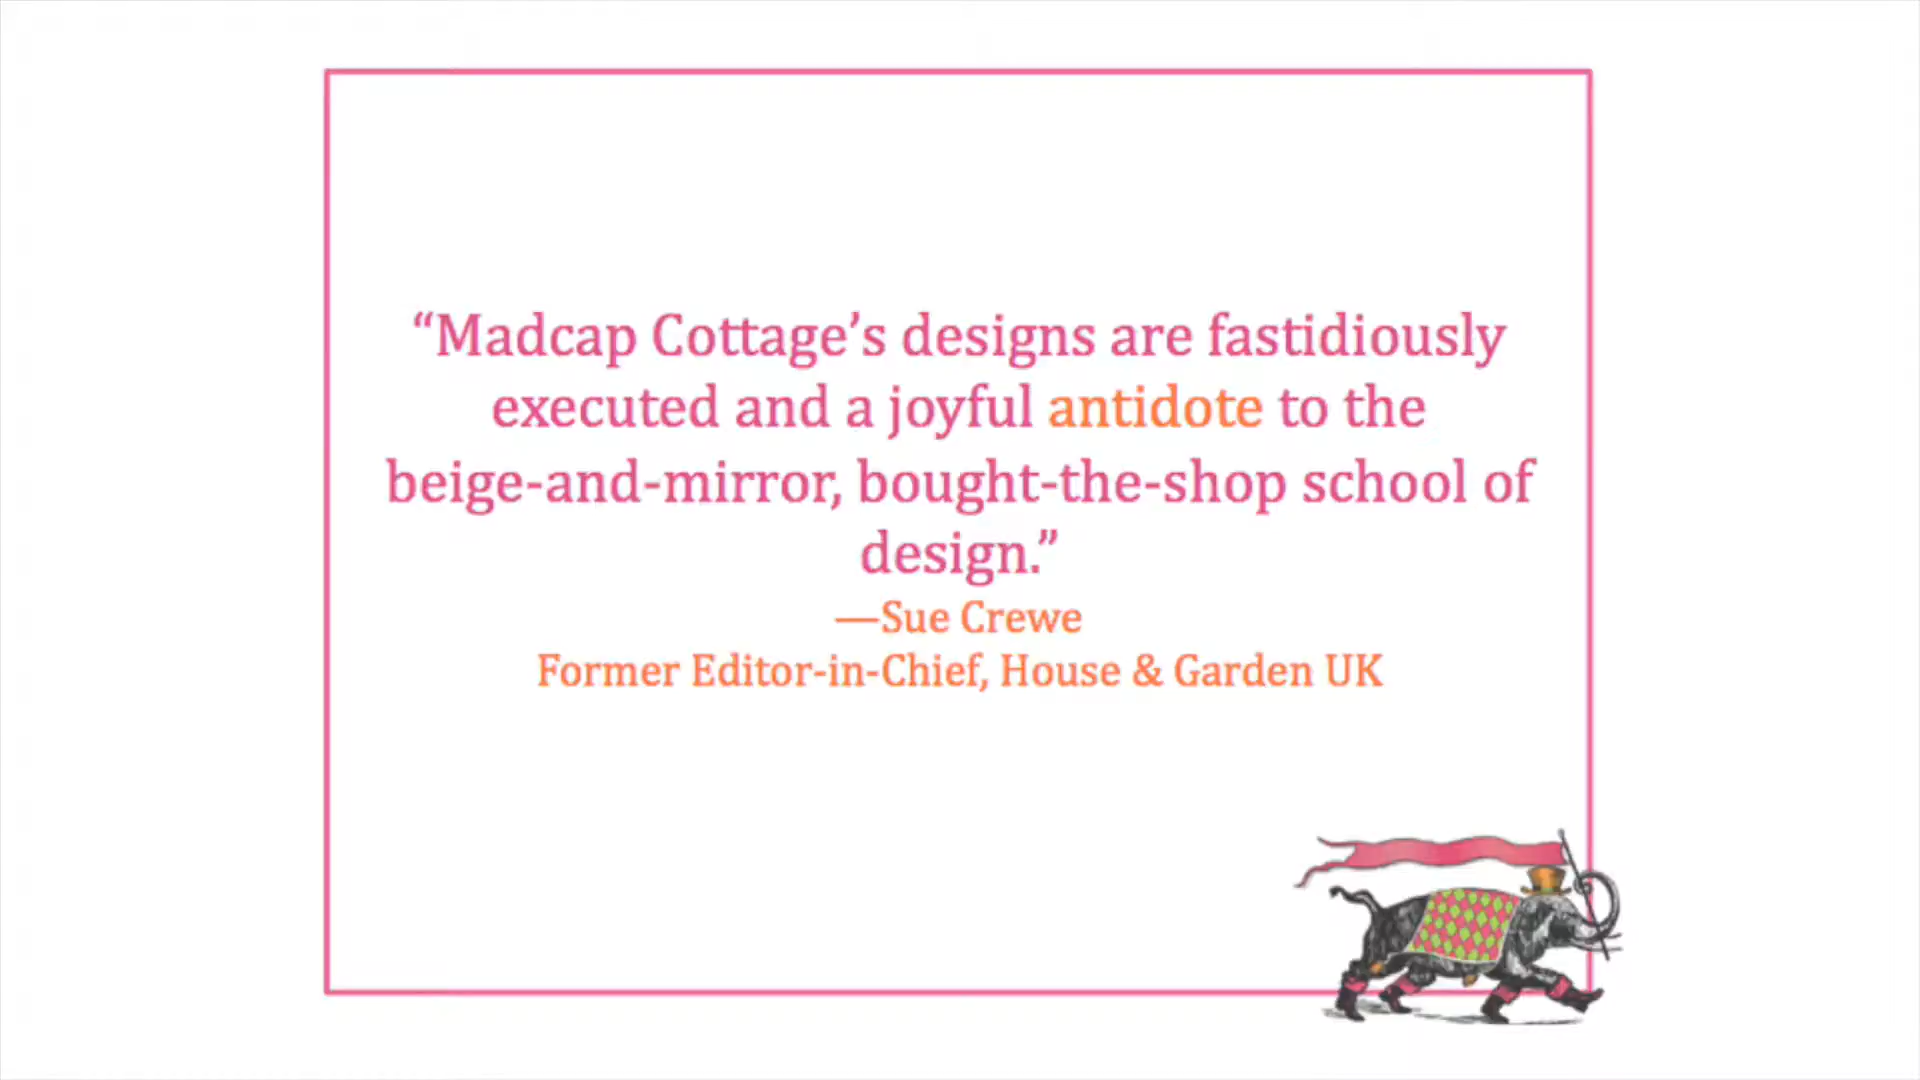 “Madcap Cottage’s designs are fastidiously
executed and a joyful antidote to the
beige-and-mirror, bought-the-shop school of
design.”
—Sue Crewe
Former Editor-in-Chief, House & Garden UK